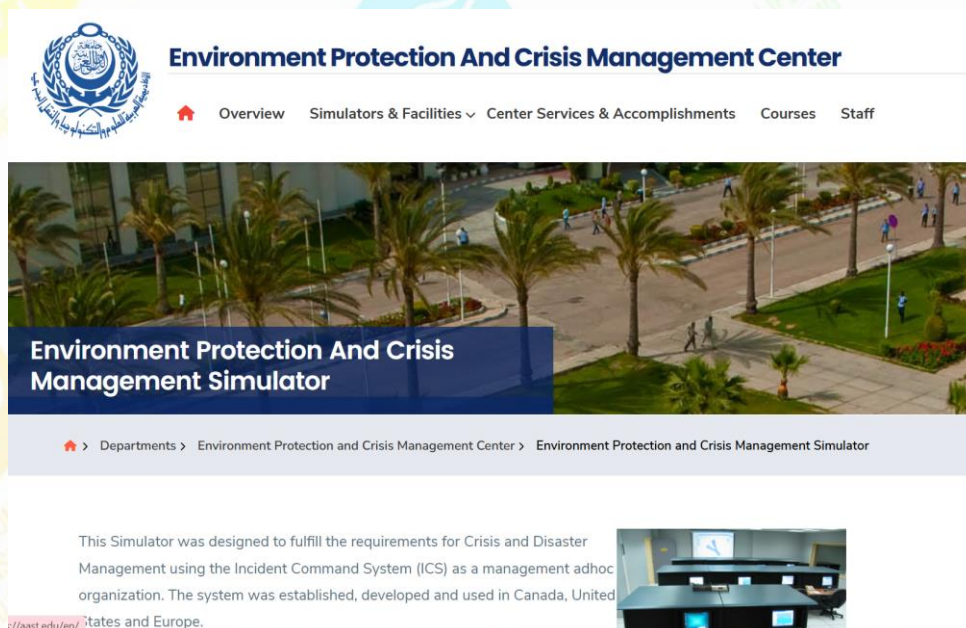 Environment Protection And Crisis Management Center
Overview Simulators & Facilities Center Services & Accomplishments Courses Staff
Environment Protection And Crisis
Management Simulator
> Departments > Environment Protection and Crisis Management Center > Environment Protection and Crisis Management Simulator
This Simulator was designed to fulfill the requirements for Crisis and Disaster
Management using the Incident Command System (ICS) as a management adhoc
organization. The system was established, developed and used in Canada, United
States and Europe.
://aast.edu/en/